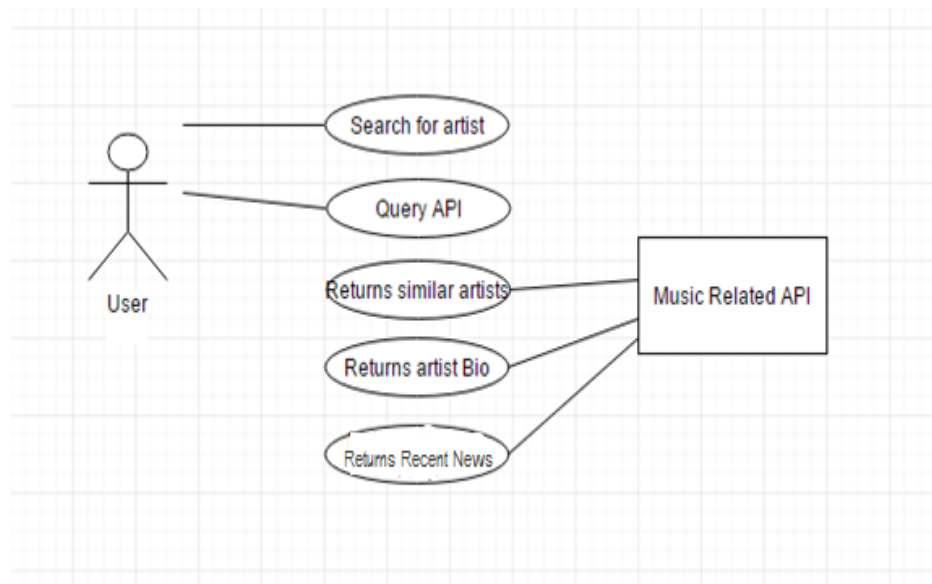 Search for artist
Query API
Returns similar artists
Music Related API
User
Returns artist Bio
Returns Recent News